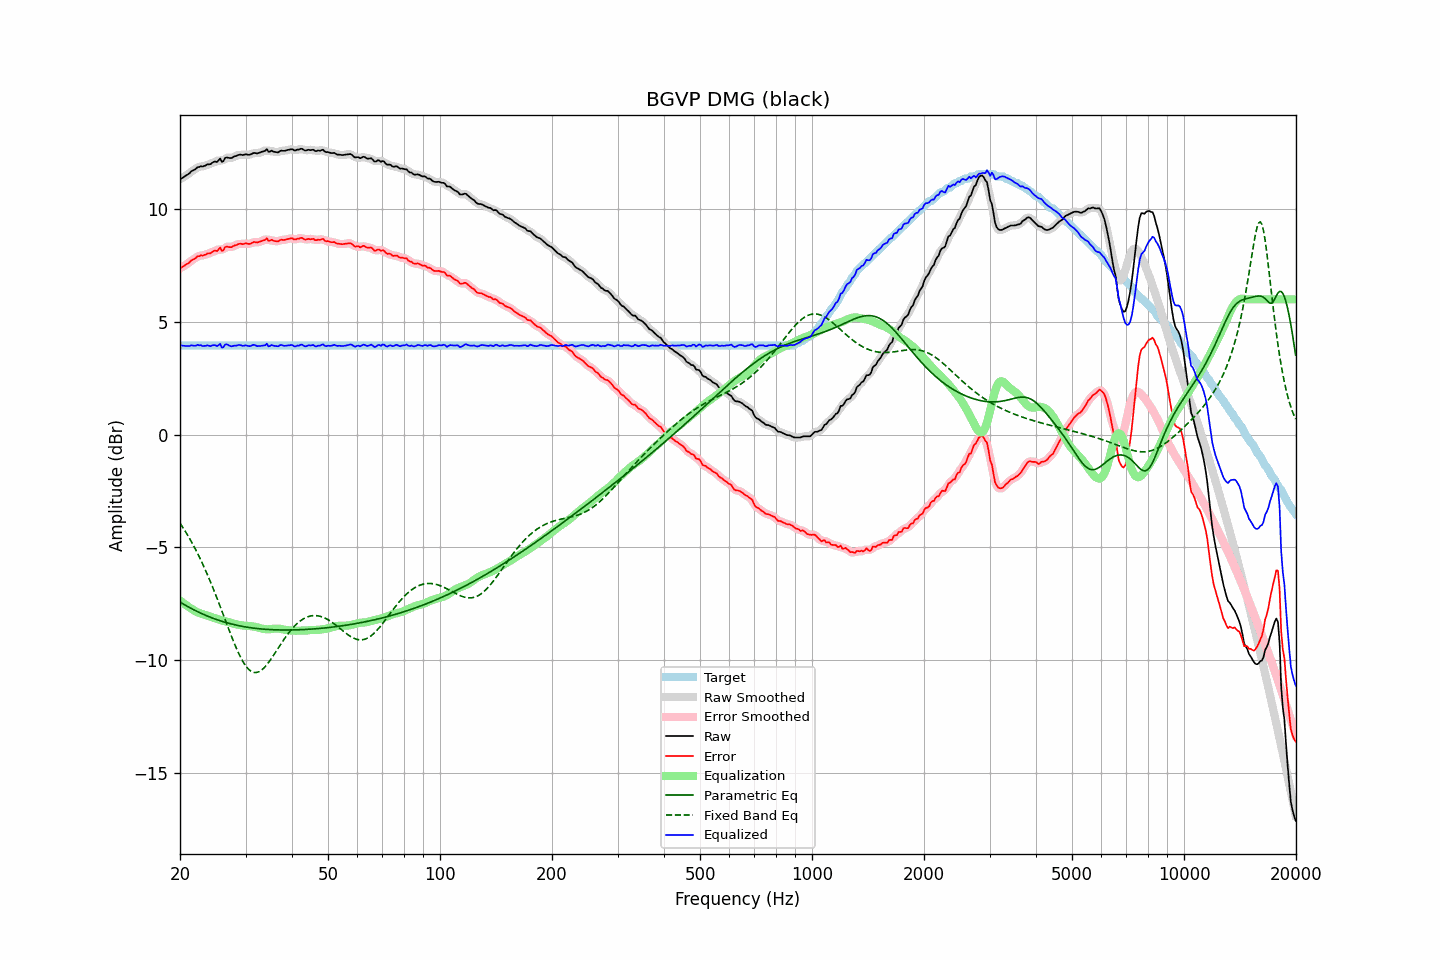 BGVP DMG (black)
Amplitude (dBr)
10
5
0
−5
−10
−15
Target
Raw Smoothed
Error Smoothed
Raw
Error
Equalization
Parametric Eq
Fixed Band Eq
Equalized
20 50 100 200 500 1000 2000 5000 10000 20000
Frequency (Hz)